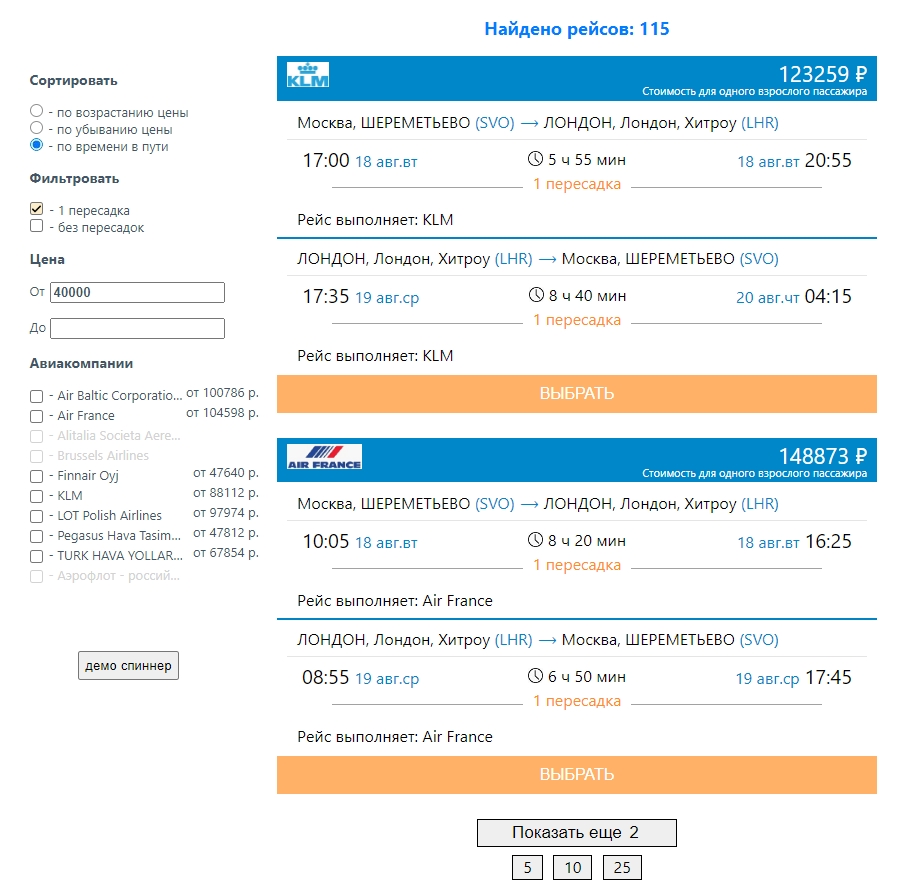 Найдено рейсов: 115
Сортировать
- по возрастанию цены
- по убыванию цены
- по времени в пути
Фильтровать
- 1 пересадка
- без пересадок
Цена
От 40000
До
Авиакомпании
- Air Baltic Corporatio... от 100786 р.
- Air France от 104598 р.
- Alitalia Societa Aere...
- Brussels Airlines
- Finnair Oyj от 47640 р.
- KLM от 88112 р.
- LOT Polish Airlines от 97974 р.
- Pegasus Hava Tasim... от 47812 р.
- TURK HAVA YOLLAR... от 67854 р.
- Аэрофлот - россий...
демо спиннер
KLM
123259 ₽
Стоимость для одного взрослого пассажира
Москва, ШЕРЕМЕТЬЕВО (SVO) → ЛОНДОН, Лондон, Хитроу (LHR)
17:00 18 авг.вт 5 ч 55 мин 18 авг.вт 20:55
1 пересадка
Рейс выполняет: KLM
ЛОНДОН, Лондон, Хитроу (LHR) → Москва, ШЕРЕМЕТЬЕВО (SVO)
17:35 19 авг.ср 8 ч 40 мин 20 авг.чт 04:15
1 пересадка
Рейс выполняет: KLM
ВЫБРАТЬ
AIR FRANCE
148873 ₽
Стоимость для одного взрослого пассажира
Москва, ШЕРЕМЕТЬЕВО (SVO) → ЛОНДОН, Лондон, Хитроу (LHR)
10:05 18 авг.вт 8 ч 20 мин 18 авг.вт 16:25
1 пересадка
Рейс выполняет: Air France
ЛОНДОН, Лондон, Хитроу (LHR) → Москва, ШЕРЕМЕТЬЕВО (SVO)
08:55 19 авг.ср 6 ч 50 мин 19 авг.ср 17:45
1 пересадка
Рейс выполняет: Air France
ВЫБРАТЬ
Показать еще 2
5 10 25